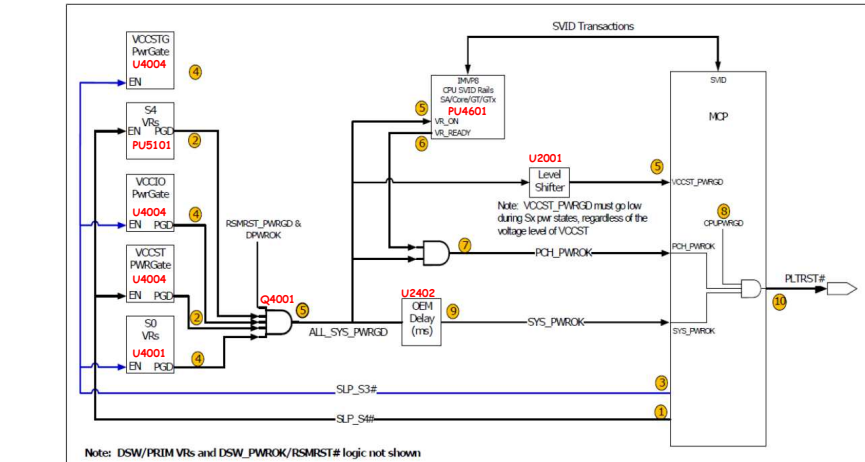 SVID Transactions
VCCSTG
PwrGate
U4004
4
EN
S4
VRs
EN PGD
PU5101
2
VCCIO
PwrGate
U4004
EN PGD
4
VCCST
PWRGate
U4004
EN PGD
2
S0
VRs
U4001
EN PGD
4
RSMRST_PWRGD &
DPWROK
Q4001
5
ALL_SYS_PWRGD
IMVP8
CPU SVID Rails
SA/Core/GT/GTx
PU4601
5
VR_ON
VR_READY
6
U2001
Level
Shifter
5
Note: VCCST_PWRGD must go low
during Sx pwr states, regardless of the
voltage level of VCCST
7
PCH_PWROK
U2402
OEM
Delay
(ms)
9
SYS_PWROK
SVID
MCP
VCCST_PWRGD
8
CPUPWRGD
PCH_PWROK
SYS_PWROK
PLTRST#
10
SLP_S3#
3
SLP_S4#
1
Note: DSW/PRIM VRs and DSW_PWROK/RSMRST# logic not shown